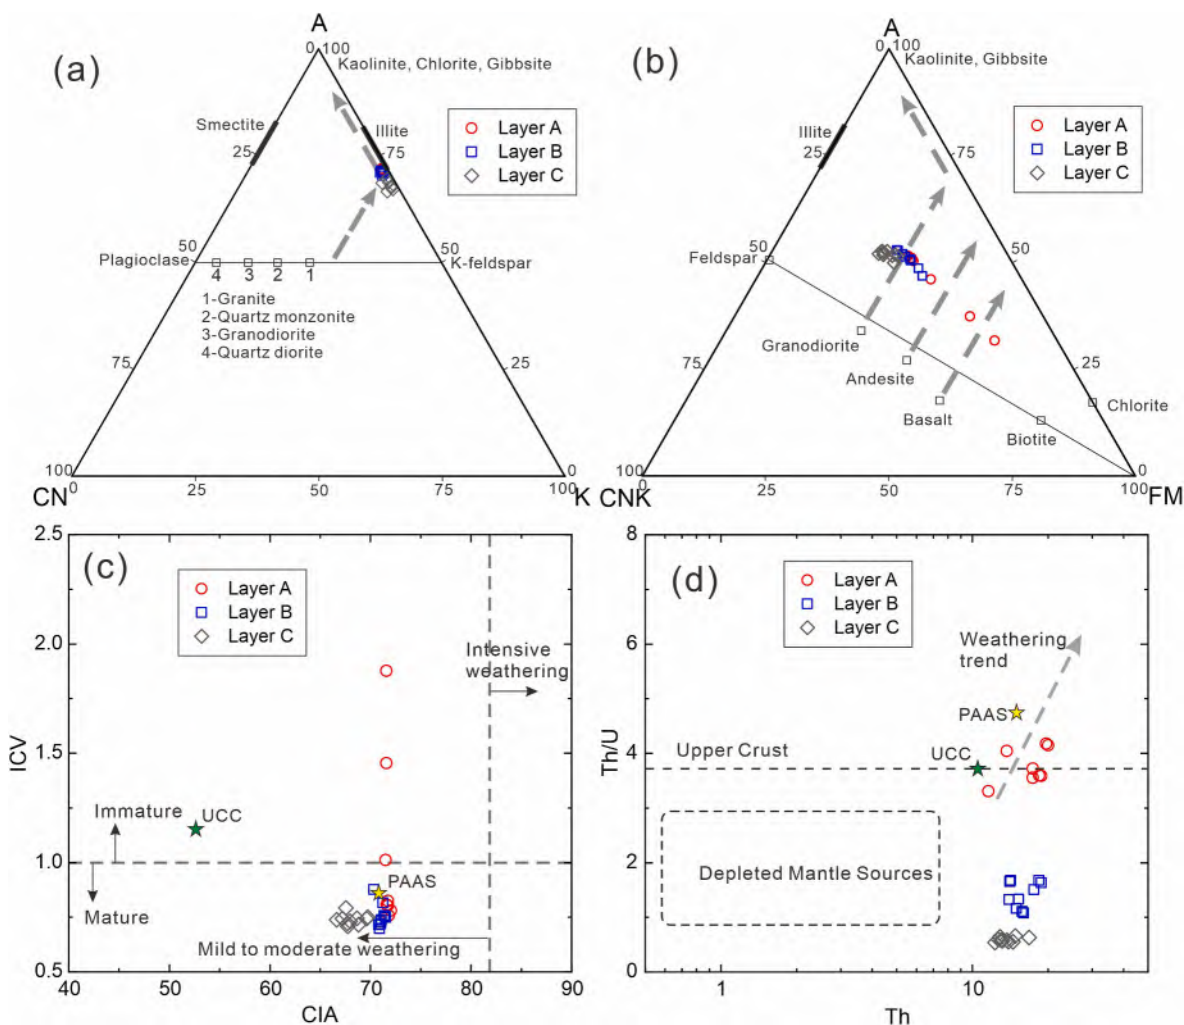 (a)
A
0 100
Kaolinite, Chlorite, Gibbsite
Smectite
25
Illite
75
Layer A
Layer B
Layer C
Plagioclase
50
50
K-feldspar
4 3 2 1
1-Granite
2-Quartz monzonite
3-Granodiorite
4-Quartz diorite
75
25
100
0
CN
0
25
50
75
100
K
(b)
A
0 100
Kaolinite, Gibbsite
Illite
25
75
Layer A
Layer B
Layer C
Feldspar
50
50
Granodiorite
Andesite
Basalt
Biotite
Chlorite
75
25
100
0
CNK
0
25
50
75
100
FM
(c)
2.5
2.0
1.5
1.0
0.5
ICV
Layer A
Layer B
Layer C
Intensive
weathering
Immature
UCC
PAAS
Mature
Mild to moderate weathering
40 50 60 70 80 90
CIA
(d)
8
6
4
2
0
Th/U
Layer A
Layer B
Layer C
Weathering
trend
PAAS
UCC
Upper Crust
Depleted Mantle Sources
1 10
Th